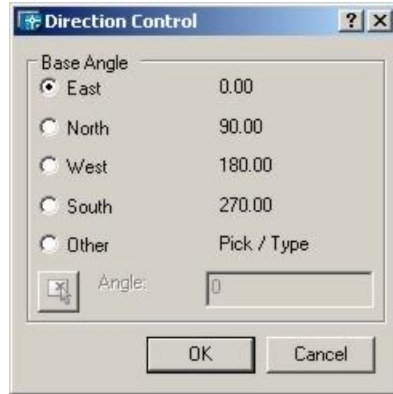 Direction Control
Base Angle
East 0.00
North 90.00
West 180.00
South 270.00
Other Pick / Type
Angle: 0
OK Cancel